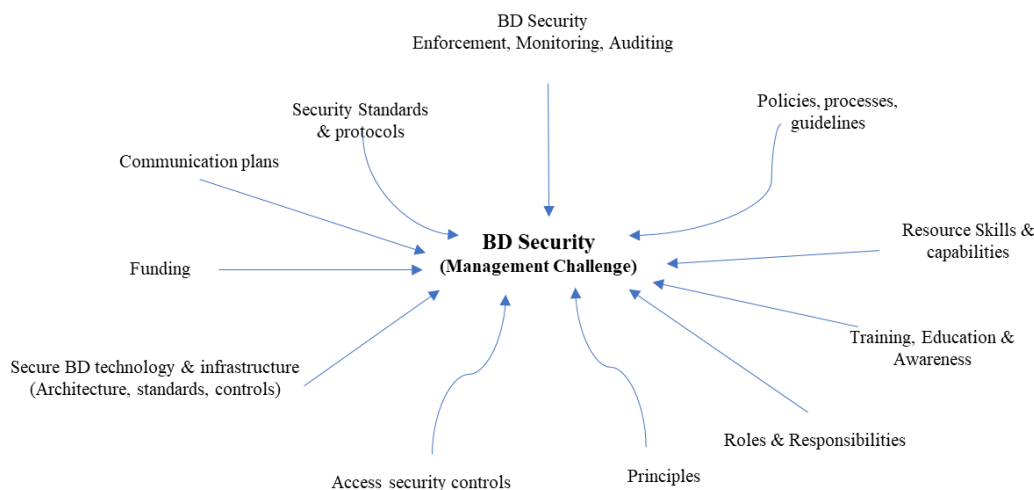 BD Security
Enforcement, Monitoring, Auditing
Security Standards
& protocols
Policies, processes,
guidelines
Communication plans
BD Security
(Management Challenge)
Resource Skills &
capabilities
Funding
Training, Education &
Awareness
Secure BD technology & infrastructure
(Architecture, standards, controls)
Roles & Responsibilities
Access security controls
Principles